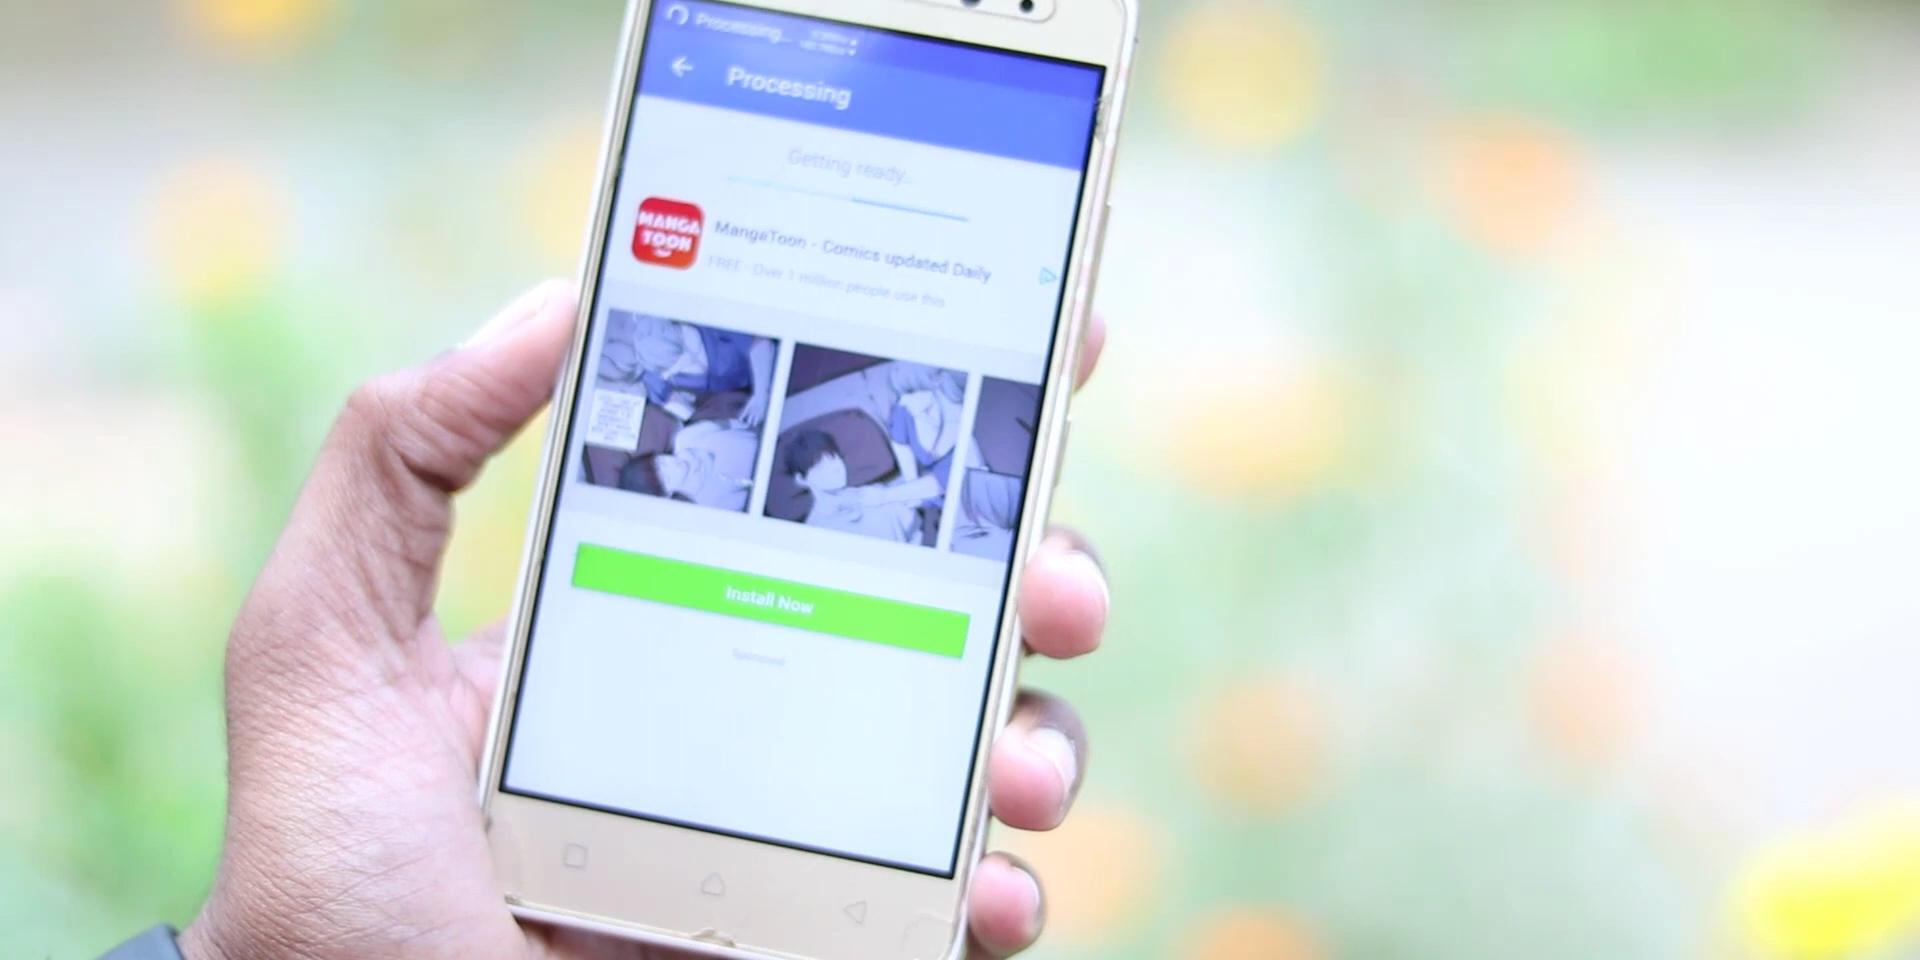 Processing...
Processing
Getting ready..
MANGA
TOON
MangaToon - Comics updated Daily
FREE - Over 1 million people use this
Install Now
Sponsored